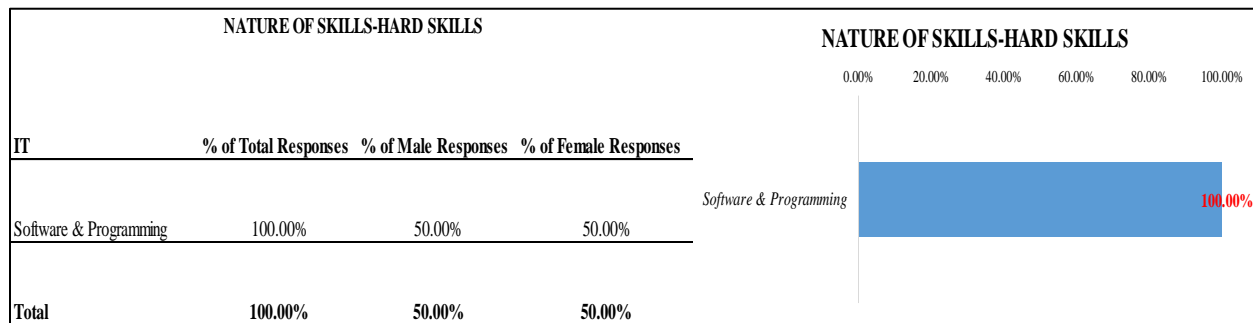 NATURE OF SKILLS-HARD SKILLS
IT % of Total Responses % of Male Responses % of Female Responses
Software & Programming 100.00% 50.00% 50.00%
Total 100.00% 50.00% 50.00%
NATURE OF SKILLS-HARD SKILLS
0.00% 20.00% 40.00% 60.00% 80.00% 100.00%
Software & Programming 100.00%